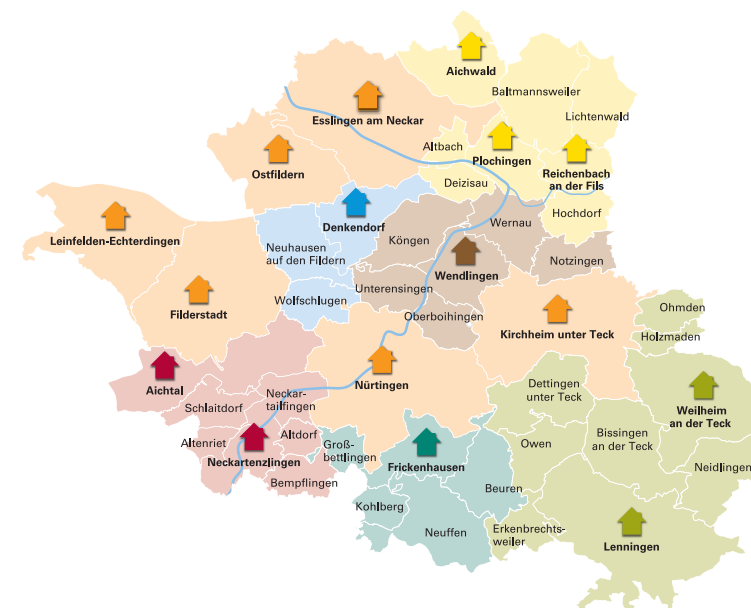 Aichwald
Baltmannsweiler
Lichtenwald
Esslingen am Neckar
Altbach
Plochingen
Reichenbach
an der Fils
Ostfildern
Deizisau
Hochdorf
Denkendorf
Wernau
Leinfelden-Echterdingen
Köngen
Neuhausen
auf den Fildern
Notzingen
Wendlingen
Unterensingen
Wolfschlugen
Filderstadt
Oberboihingen
Ohmden
Kirchheim unter Teck
Holzmaden
Aichtal
Nürtingen
Dettingen
unter Teck
Neckar-
tailfingen
Schlaitdorf
Weilheim
an der Teck
Altdorf
Altenriet
Groß-
bettlingen
Bissingen
an der Teck
Owen
Neckartenzlingen
Frickenhausen
Neidlingen
Bempflingen
Beuren
Kohlberg
Neuffen
Erkenbrechts-
weiler
Lenningen